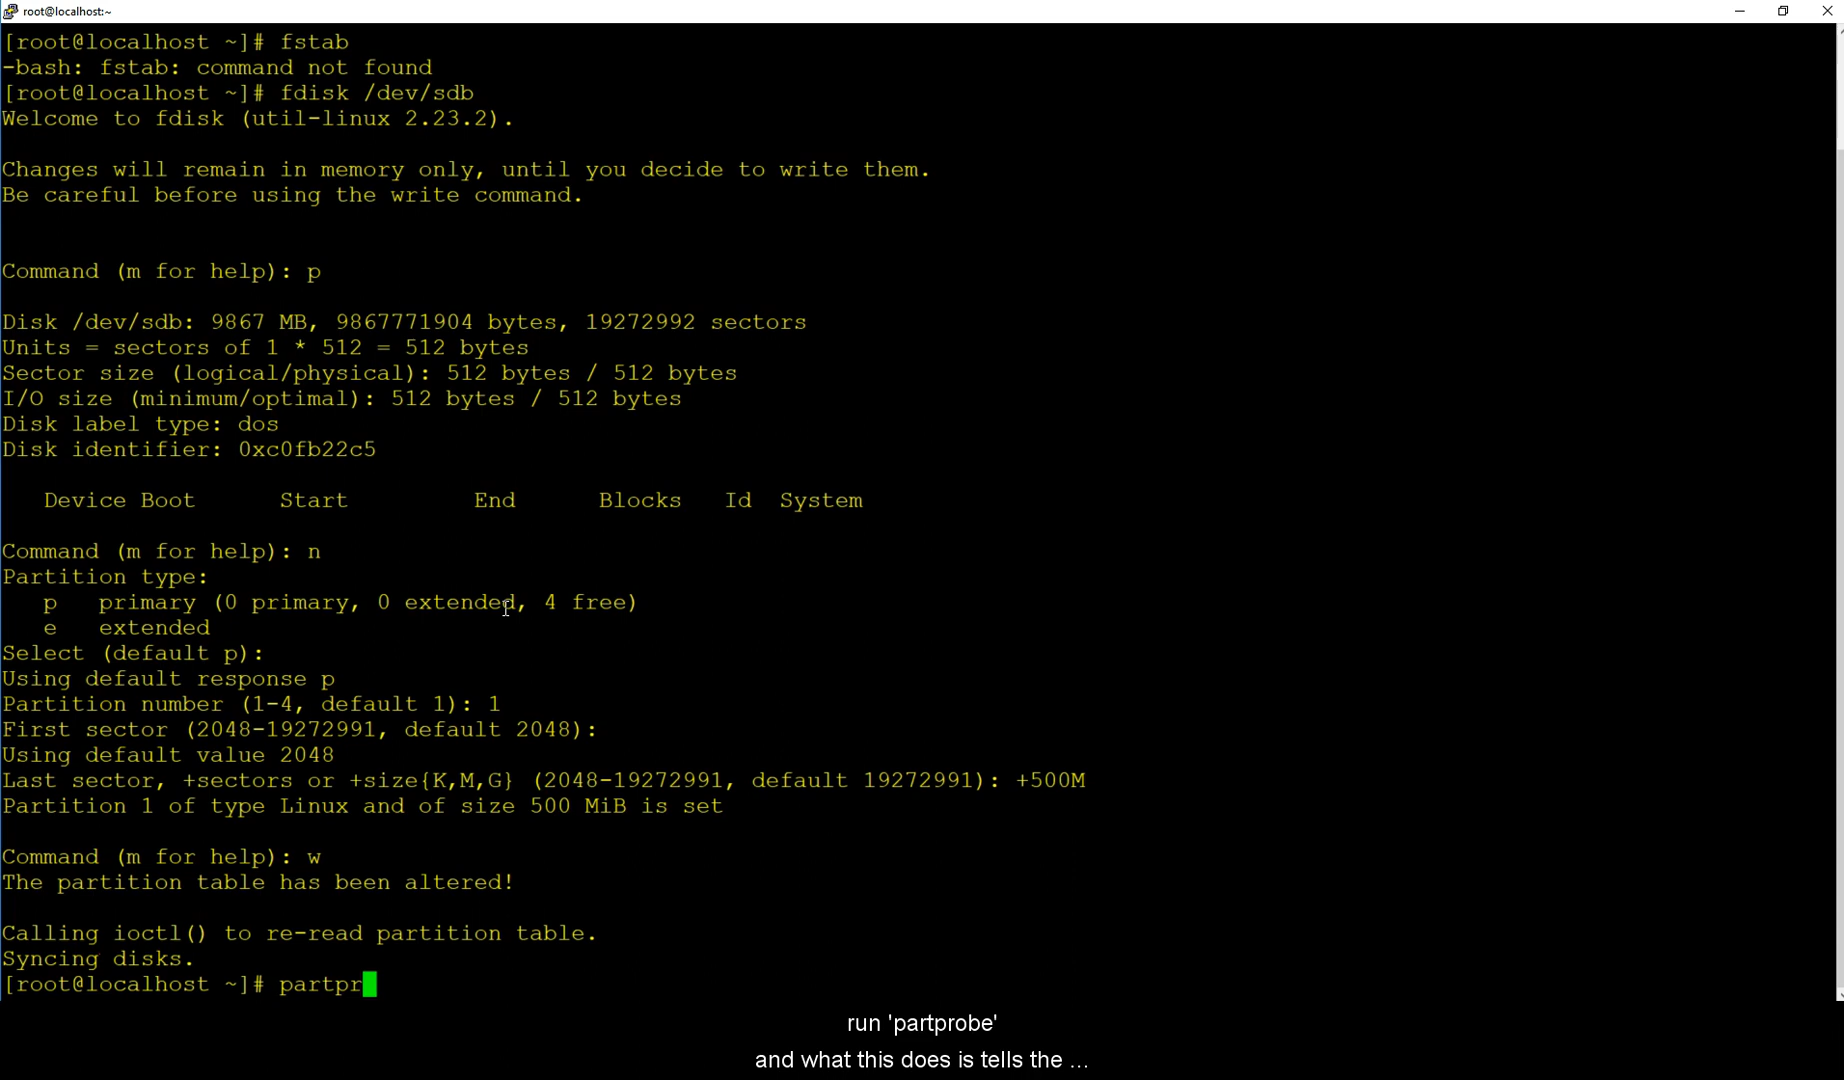 root@localhost:~
[root@localhost ~]# fstab
-bash: fstab: command not found
[root@localhost ~]# fdisk /dev/sdb
Welcome to fdisk (util-linux 2.23.2).
Changes will remain in memory only, until you decide to write them.
Be careful before using the write command.
Command (m for help): p
Disk /dev/sdb: 9867 MB, 9867771904 bytes, 19272992 sectors
Units = sectors of 1 * 512 = 512 bytes
Sector size (logical/physical): 512 bytes / 512 bytes
I/O size (minimum/optimal): 512 bytes / 512 bytes
Disk label type: dos
Disk identifier: 0xc0fb22c5
Device Boot Start End Blocks Id System
Command (m for help): n
Partition type:
p primary (0 primary, 0 extended, 4 free)
e extended
Select (default p):
Using default response p
Partition number (1-4, default 1): 1
First sector (2048-19272991, default 2048):
Using default value 2048
Last sector, +sectors or +size{K,M,G} (2048-19272991, default 19272991): +500M
Partition 1 of type Linux and of size 500 MiB is set
Command (m for help): w
The partition table has been altered!
Calling ioctl() to re-read partition table.
Syncing disks.
[root@localhost ~]# partpr
run 'partprobe'
and what this does is tells the ...